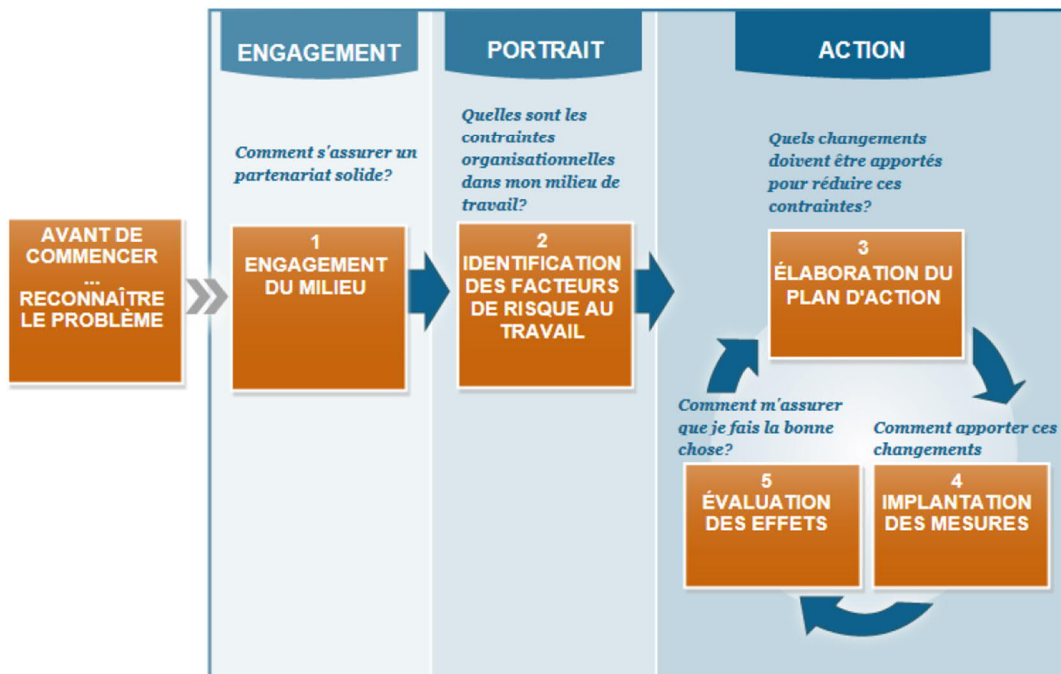 ENGAGEMENT
PORTRAIT
ACTION
Comment s'assurer un
partenariat solide?
Quelles sont les
contraintes
organisationnelles
dans mon milieu de
travail?
Quels changements
doivent être apportés
pour réduire ces
contraintes?
AVANT DE
COMMENCER
...
RECONNAÎTRE
LE PROBLÈME
1
ENGAGEMENT
DU MILIEU
2
IDENTIFICATION
DES FACTEURS
DE RISQUE AU
TRAVAIL
3
ÉLABORATION DU
PLAN D'ACTION
Comment apporter ces
changements
4
IMPLANTATION
DES MESURES
Comment m'assurer
que je fais la bonne
chose?
5
ÉVALUATION
DES EFFETS